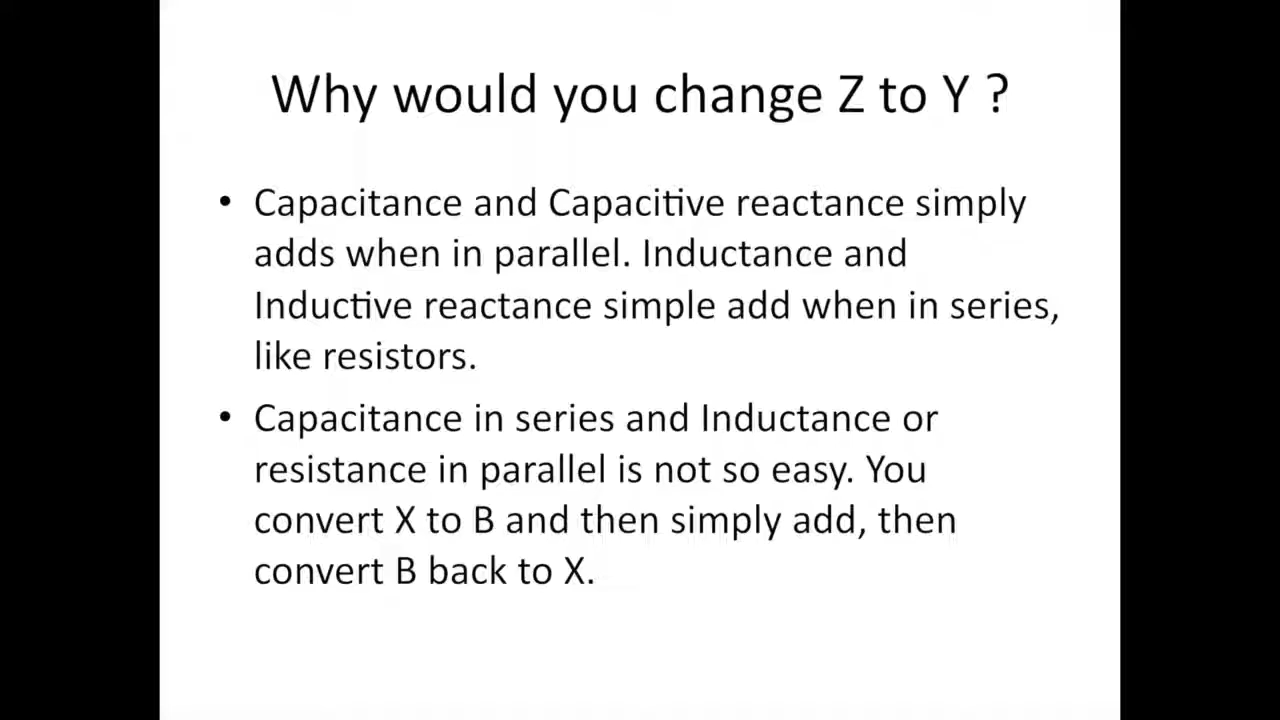 Why would you change Z to Y ?
• Capacitance and Capacitive reactance simply
adds when in parallel. Inductance and
Inductive reactance simple add when in series,
like resistors.
• Capacitance in series and Inductance or
resistance in parallel is not so easy. You
convert X to B and then simply add, then
convert B back to X.